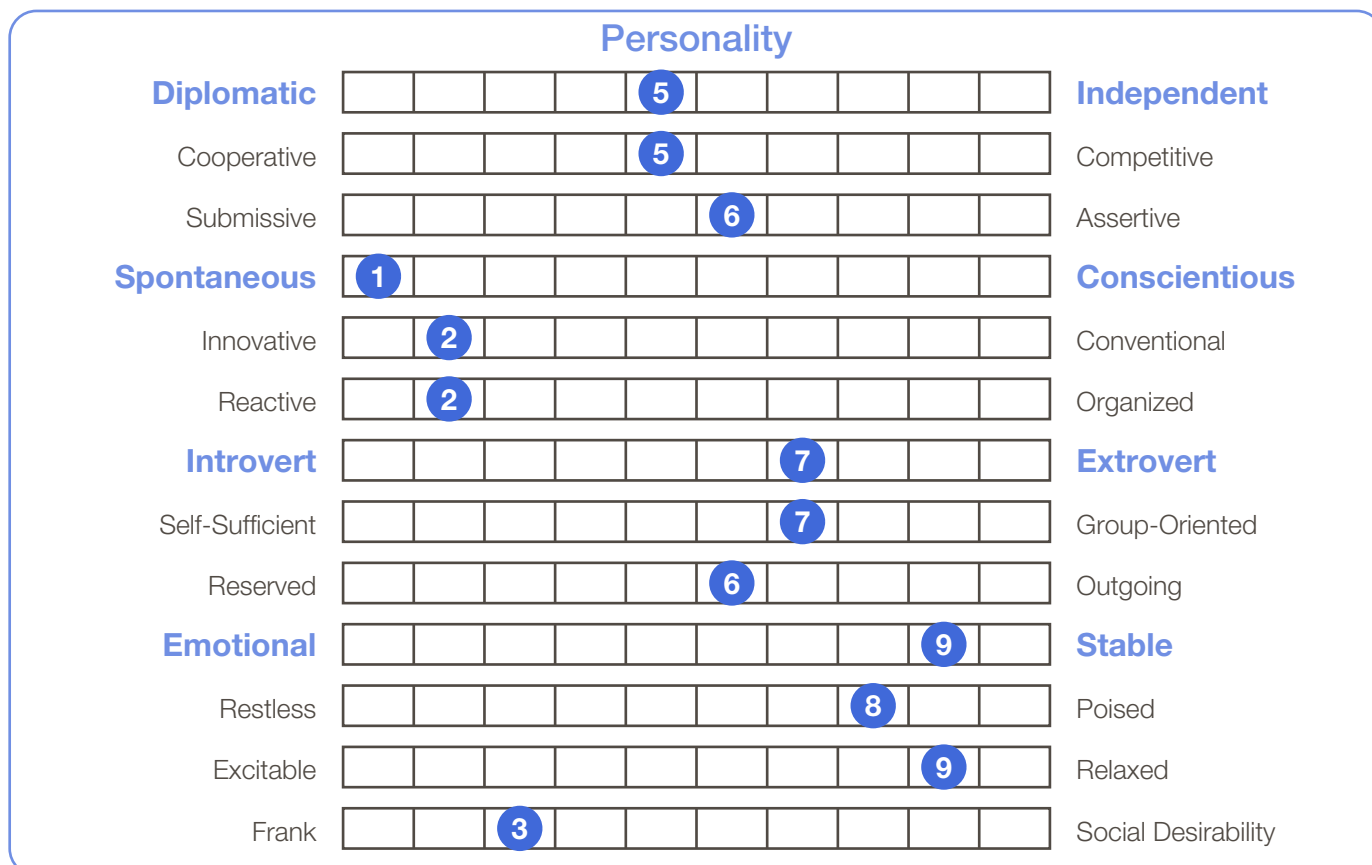 Personality
Diplomatic 5 Independent
Cooperative 5 Competitive
Submissive 6 Assertive
Spontaneous 1 Conscientious
Innovative 2 Conventional
Reactive 2 Organized
Introvert 7 Extrovert
Self-Sufficient 7 Group-Oriented
Reserved 6 Outgoing
Emotional 9 Stable
Restless 8 Poised
Excitable 9 Relaxed
Frank 3 Social Desirability